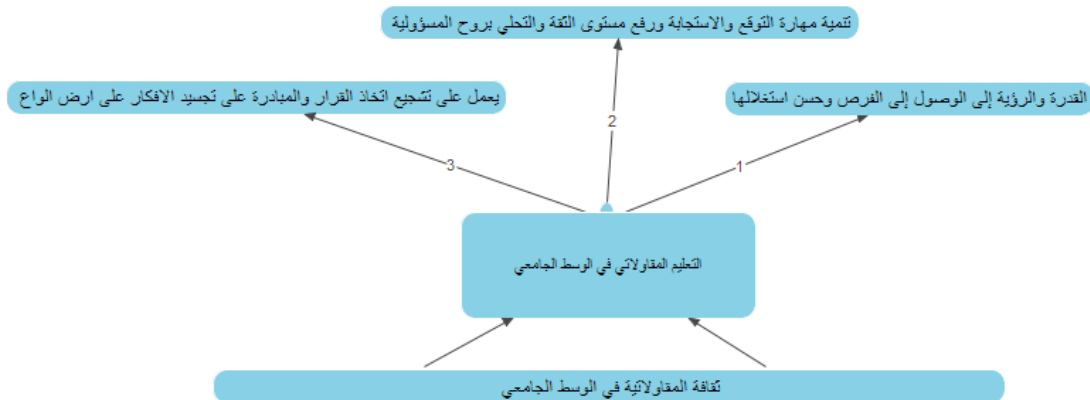 تنمية مهارة التوقع والاستجابة ورفع مستوى الثقة والتحلي بروح المسؤولية
القدرة والرؤية إلى الوصول إلى الفرص وحسن استغلالها
يعمل على تشجيع اتخاذ القرار والمبادرة على تجسيد الافكار على ارض الواع
2
1
3
التعليم المقاولاتي في الوسط الجامعي
ثقافة المقاولاتية في الوسط الجامعي